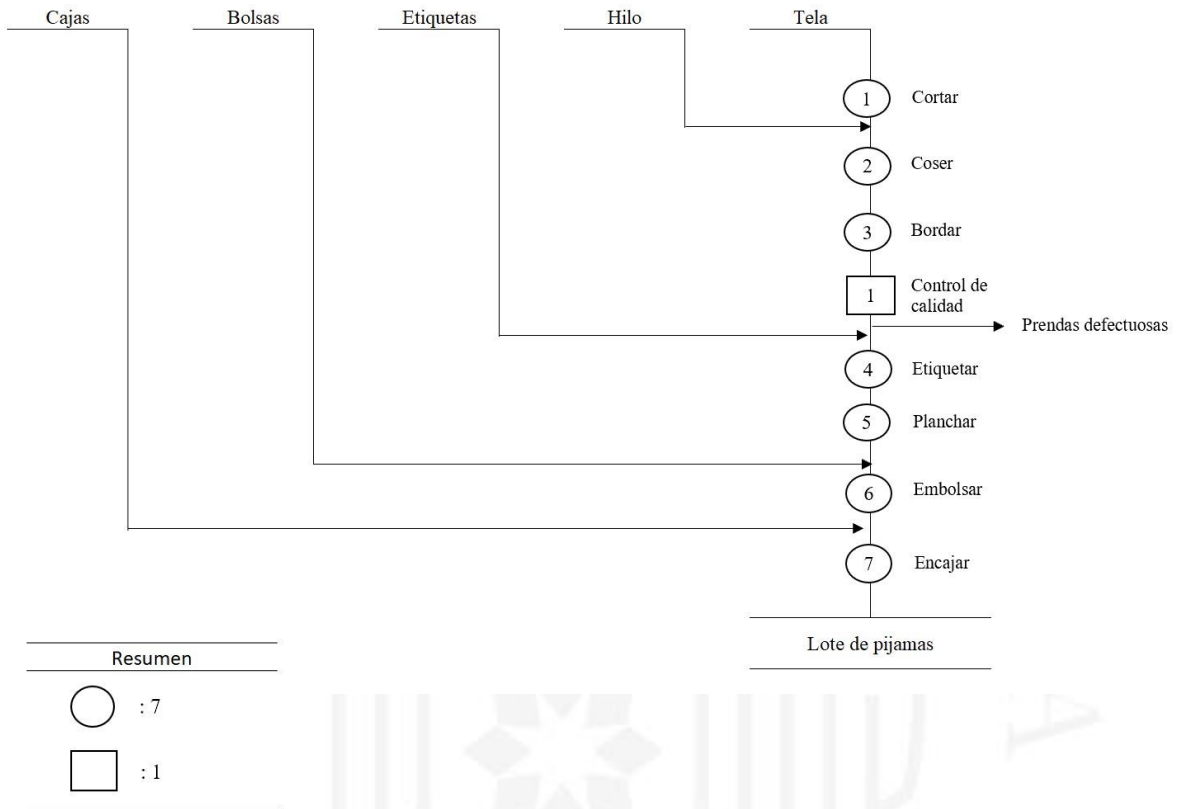 Cajas
Bolsas
Etiquetas
Hilo
Tela
1 Cortar
2 Coser
3 Bordar
1 Control de
calidad
Prendas defectuosas
4 Etiquetar
5 Planchar
6 Embolsar
7 Encajar
Lote de pijamas
Resumen
: 7
: 1